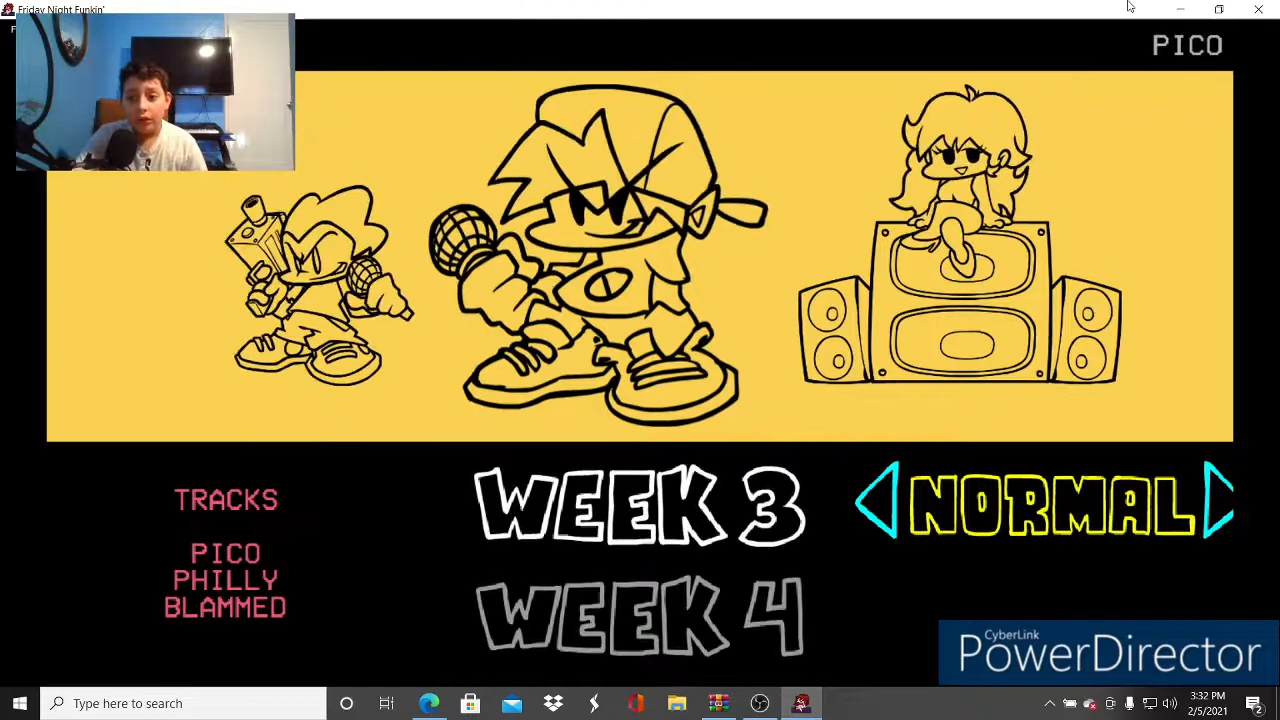 Friday Night Funkin'
PICO
TRACKS
PICO
PHILLY
BLAMMED
WEEK 3
WEEK 4
NORMAL
CyberLink
PowerDirector
Type here to search
3:32 PM
2/5/2021
2